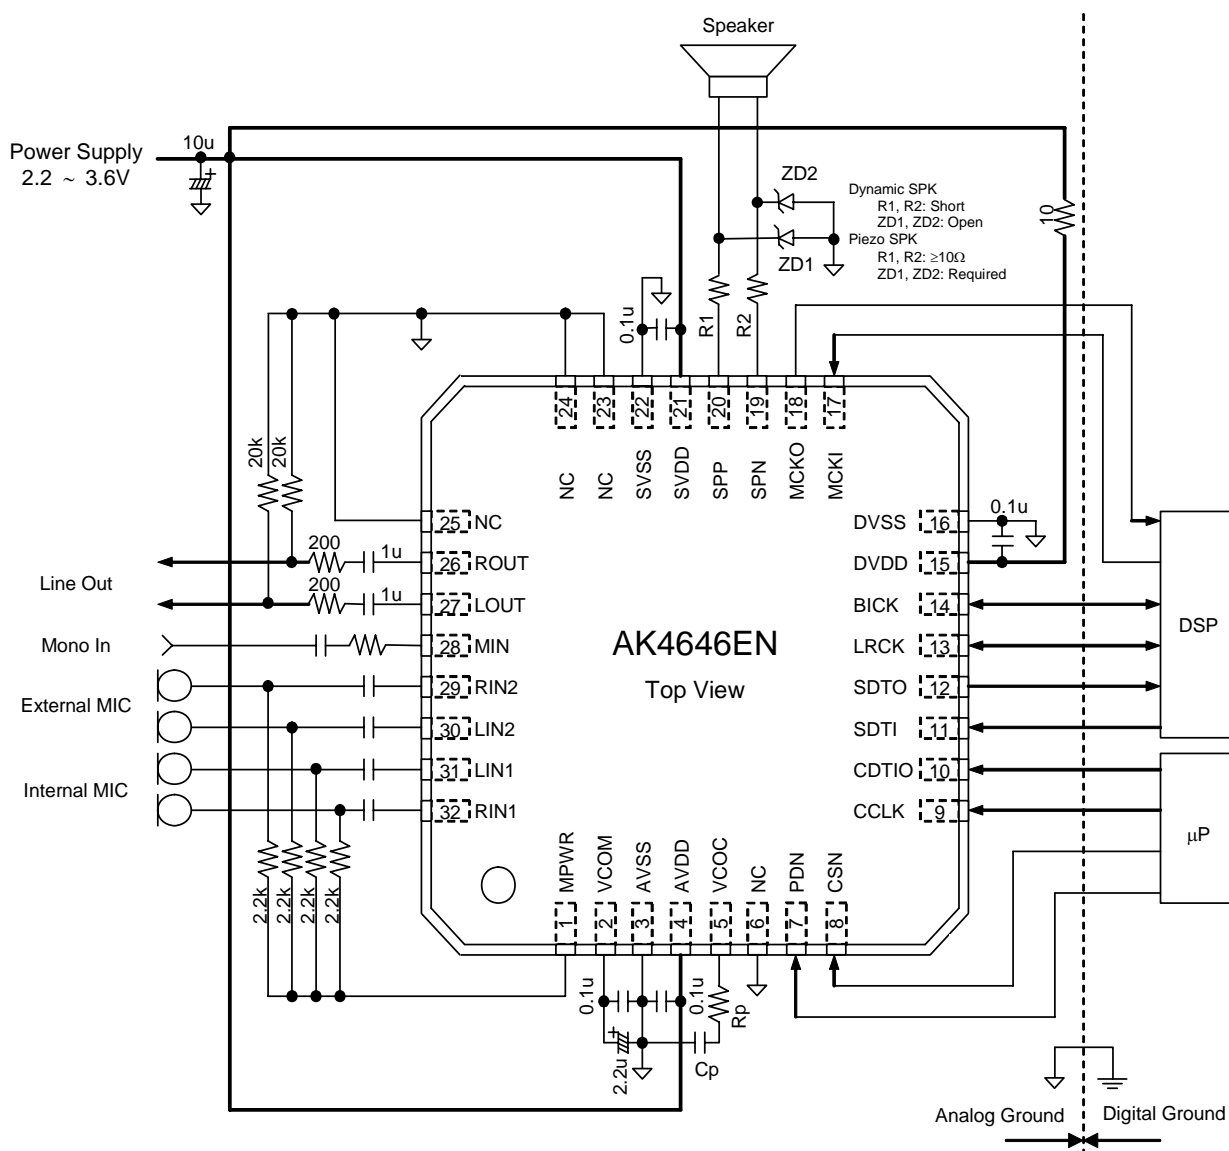 Speaker
10u
Power Supply
2.2 ~ 3.6V
+
ZD2
ZD1
Dynamic SPK
R1, R2: Short
ZD1, ZD2: Open
Piezo SPK
R1, R2: ≥10Ω
ZD1, ZD2: Required
10
0.1u
R1
R2
24
23
22
21
20
19
18
17
NC
NC
SVSS
SVDD
SPP
SPN
MCKO
MCKI
20k
20k
25 NC
26 ROUT
27 LOUT
28 MIN
29 RIN2
30 LIN2
31 LIN1
32 RIN1
200
1u
200
1u
Line Out
Mono In
External MIC
Internal MIC
AK4646EN
Top View
0.1u
DVSS 16
DVDD 15
BICK 14
LRCK 13
SDTO 12
SDTI 11
CDTIO 10
CCLK 9
DSP
μP
2.2k
2.2k
2.2k
2.2k
MPWR
VCOM
AVSS
AVDD
VCOC
NC
PDN
CSN
1
2
3
4
5
6
7
8
0.1u
0.1u
Rp
+
2.2u
Cp
Analog Ground
Digital Ground